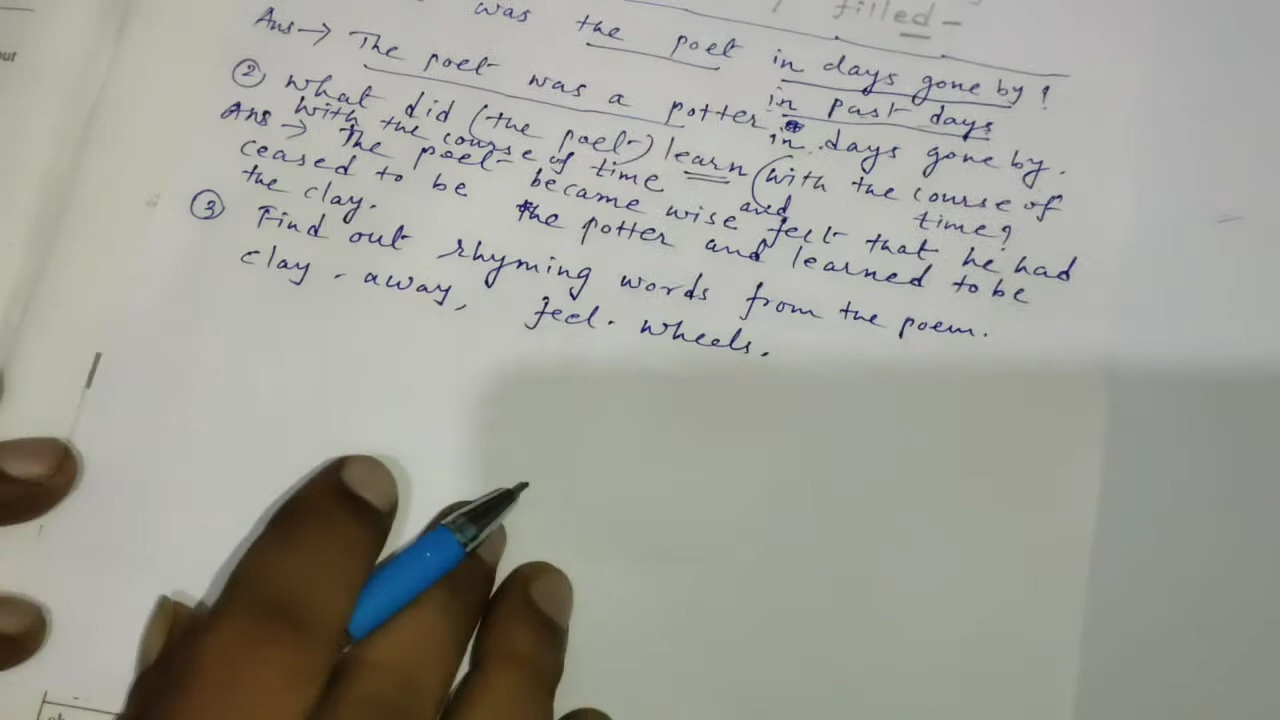 filled-
was the poet in days gone by?
in past days
Ans → The poet was a potter in days gone by.
② What did (the poet) learn (with the course of time?
Ans → With the course of time and
The poet became wise felt that he had
ceased to be the potter and learned to be
the clay.
③ Find out rhyming words from the poem.
clay - away, feel - wheels.